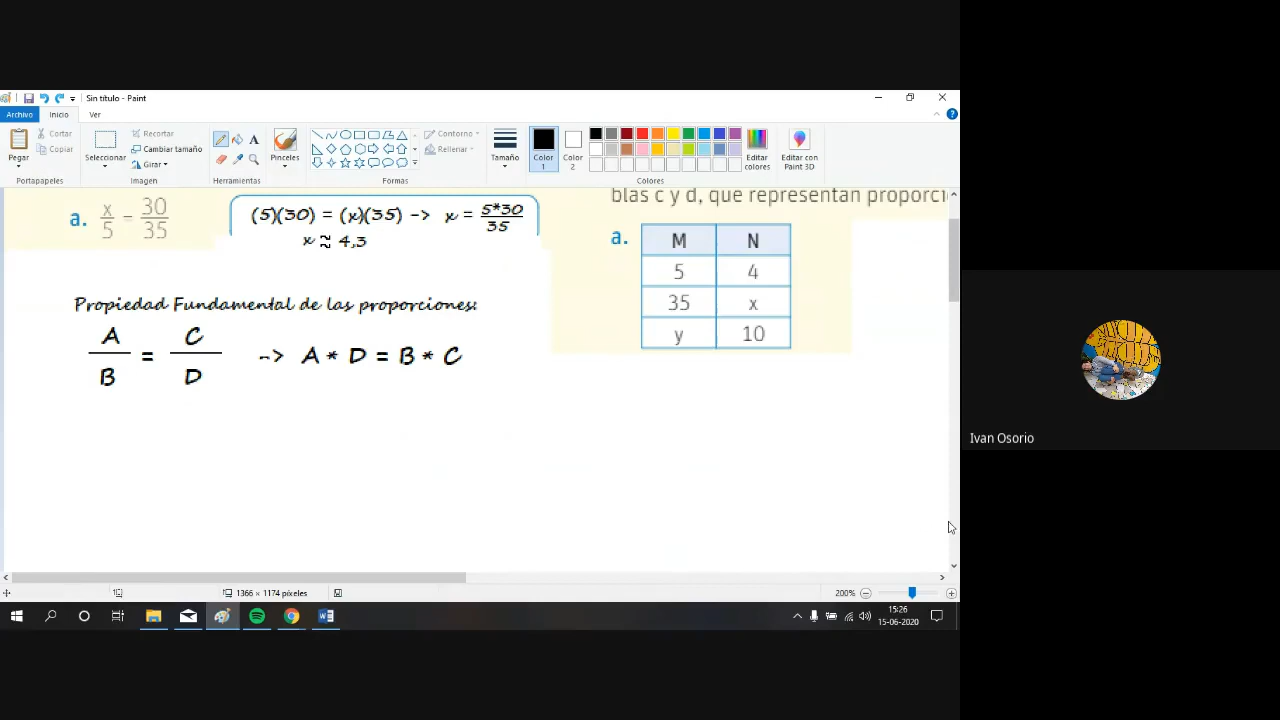 Sin título - Paint
Archivo Inicio Ver
Pegar
Cortar
Copiar
Portapapeles
Seleccionar
Recortar
Cambiar tamaño
Girar
Imagen
A
Herramientas
Pinceles
Contorno
Rellenar
Formas
Tamaño
Color 1
Color 2
Editar colores
Editar con Paint 3D
Colores
a. x/5 = 30/35
(5)(30) = (x)(35) -> x = 5*30/35
x ≈ 4,3
Propiedad Fundamental de las proporciones:
A/B = C/D -> A * D = B * C
blas c y d, que representan proporci
a.
M N
5 4
35 x
y 10
1366 × 1174 píxeles
200%
15:26
15-06-2020
Ivan Osorio